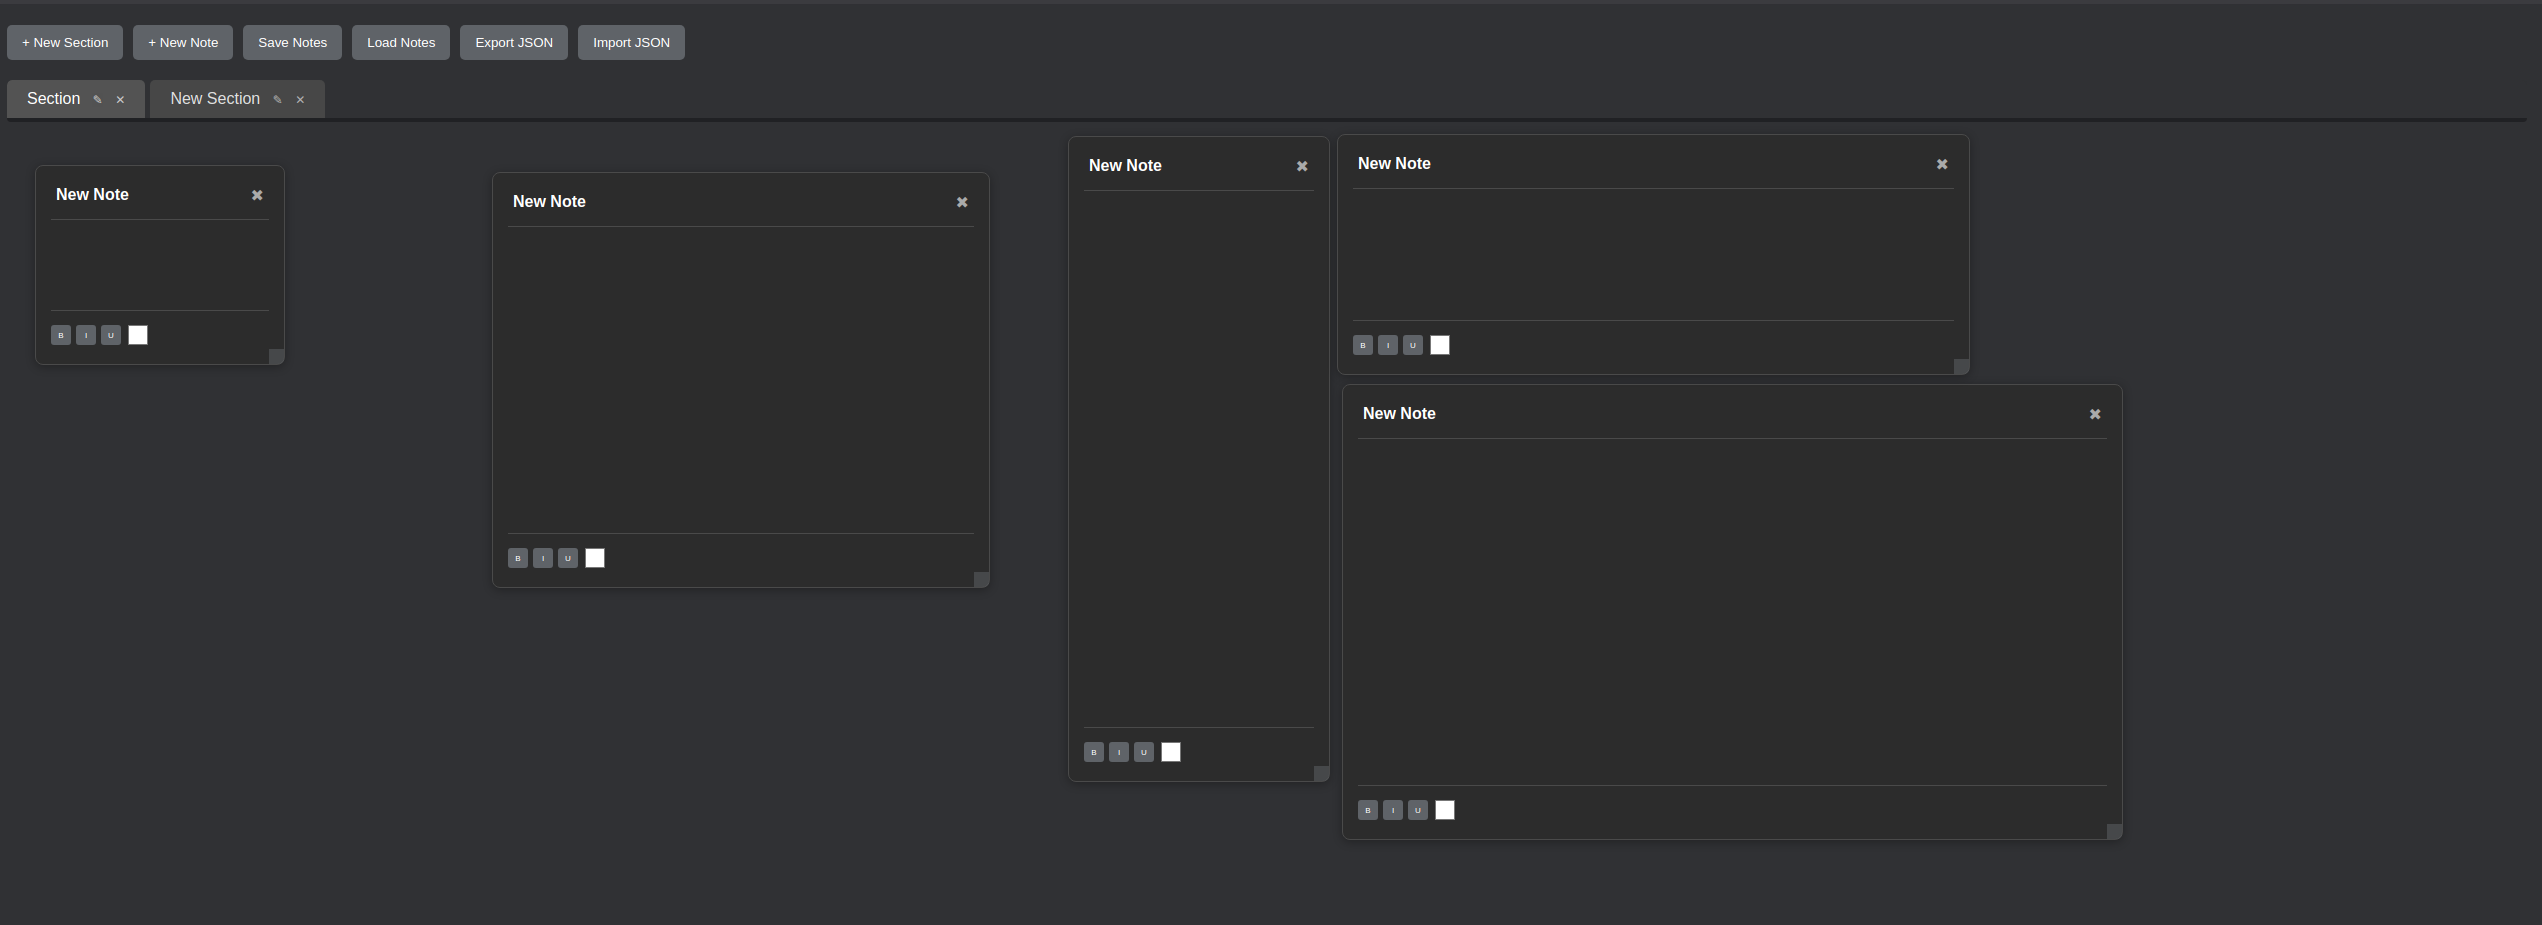 + New Section + New Note Save Notes Load Notes Export JSON Import JSON
Section ✎ ✕ New Section ✎ ✕
New Note ✖
B I U
New Note ✖
B I U
New Note ✖
B I U
New Note ✖
B I U
New Note ✖
B I U